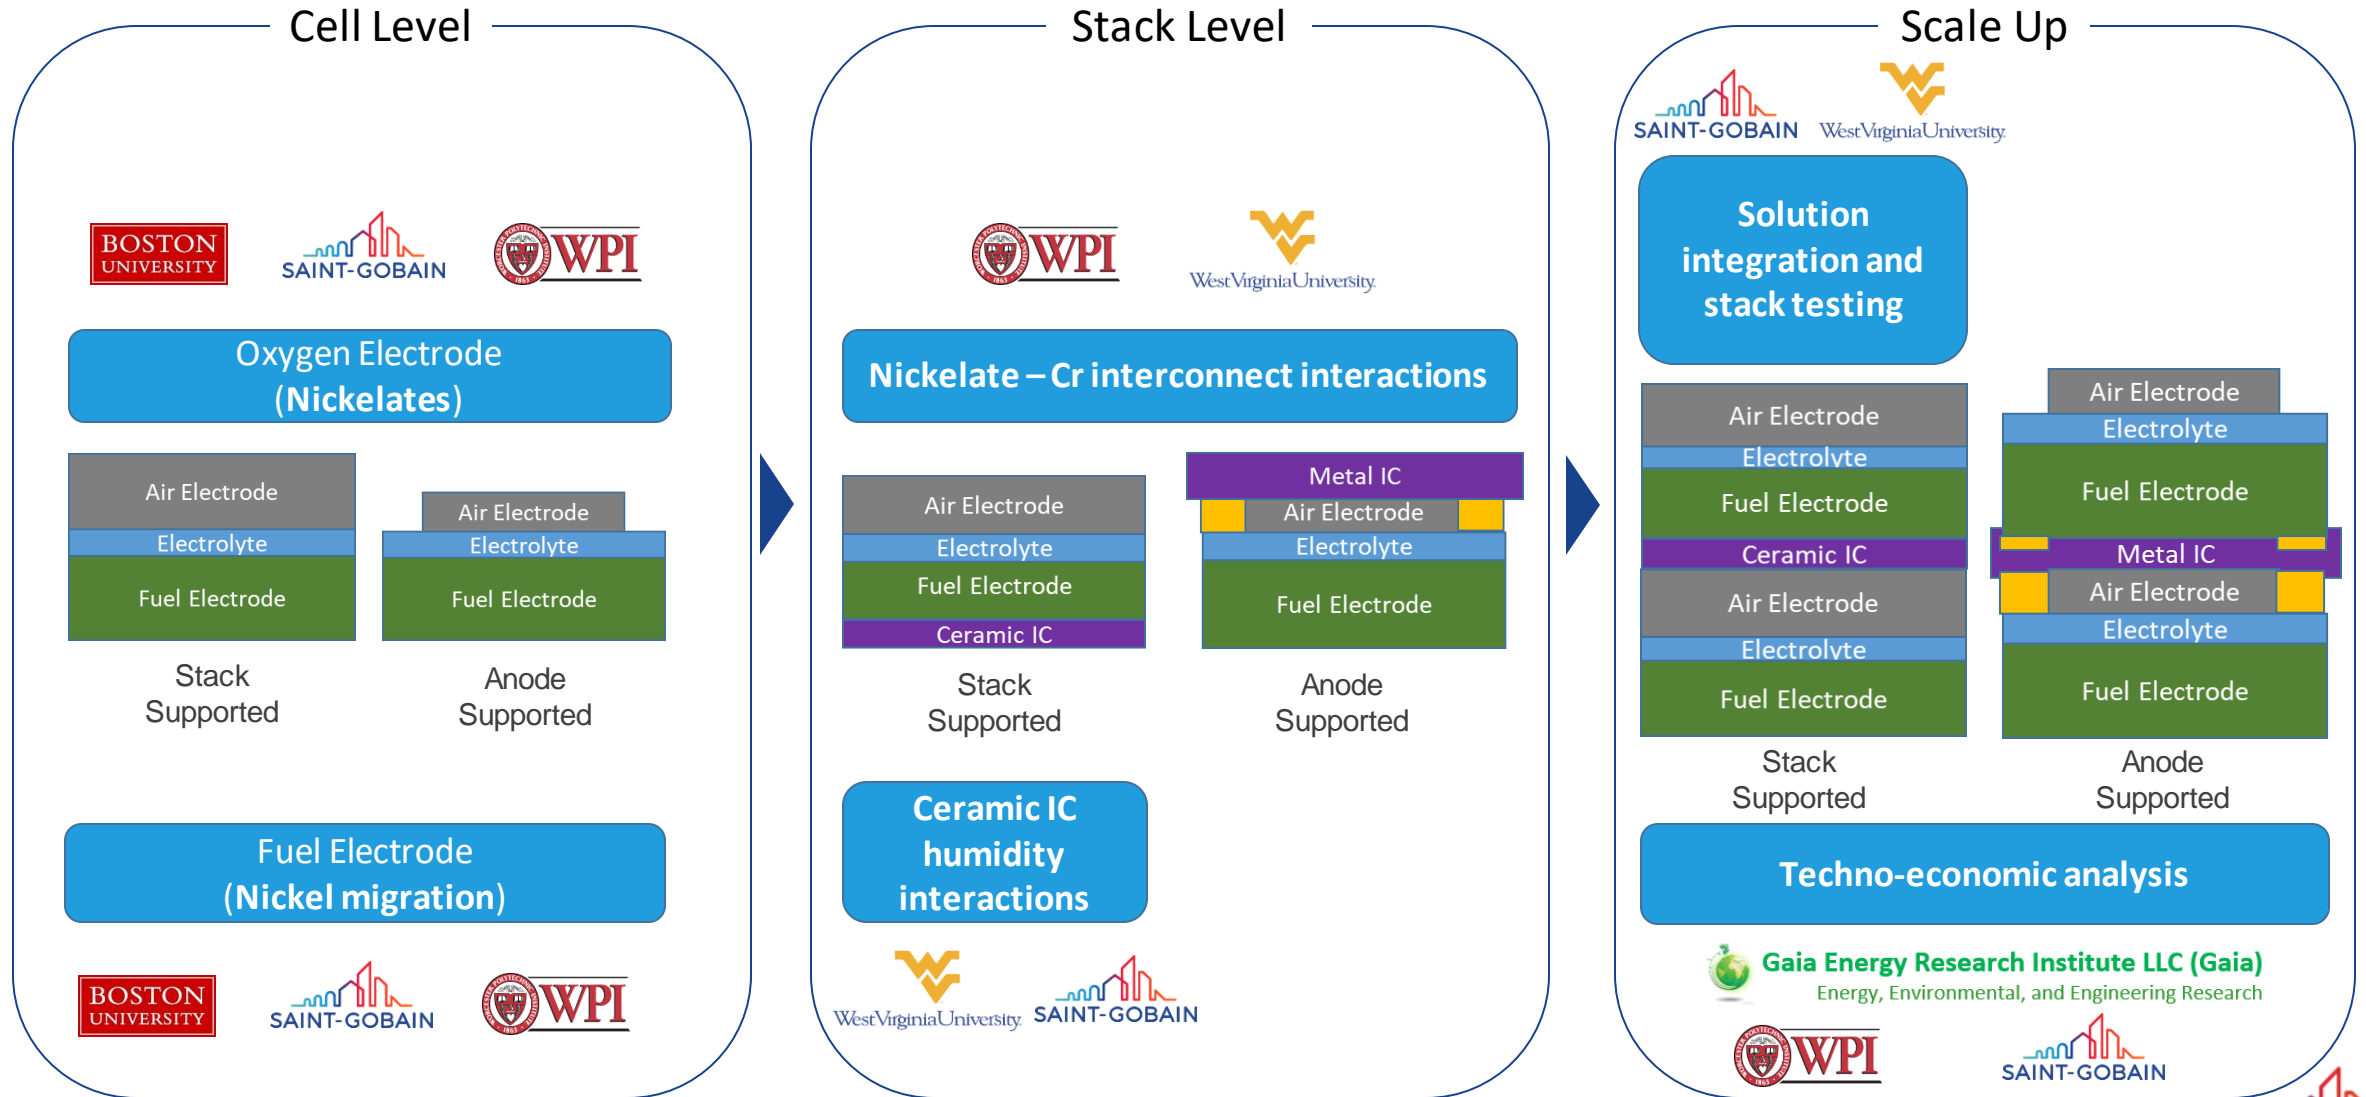 Cell Level
BOSTON
UNIVERSITY
SAINT-GOBAIN
WPI
Oxygen Electrode
(Nickelates)
Air Electrode
Electrolyte
Fuel Electrode
Stack
Supported
Air Electrode
Electrolyte
Fuel Electrode
Anode
Supported
Fuel Electrode
(Nickel migration)
BOSTON
UNIVERSITY
SAINT-GOBAIN
WPI
Stack Level
WPI
WestVirginiaUniversity.
Nickelate – Cr interconnect interactions
Air Electrode
Electrolyte
Fuel Electrode
Ceramic IC
Stack
Supported
Metal IC
Air Electrode
Electrolyte
Fuel Electrode
Anode
Supported
Ceramic IC
humidity
interactions
WestVirginiaUniversity.
SAINT-GOBAIN
Scale Up
SAINT-GOBAIN
WestVirginiaUniversity.
Solution
integration and
stack testing
Air Electrode
Electrolyte
Fuel Electrode
Ceramic IC
Air Electrode
Electrolyte
Fuel Electrode
Stack
Supported
Air Electrode
Electrolyte
Fuel Electrode
Metal IC
Air Electrode
Electrolyte
Fuel Electrode
Anode
Supported
Techno-economic analysis
Gaia Energy Research Institute LLC (Gaia)
Energy, Environmental, and Engineering Research
WPI
SAINT-GOBAIN